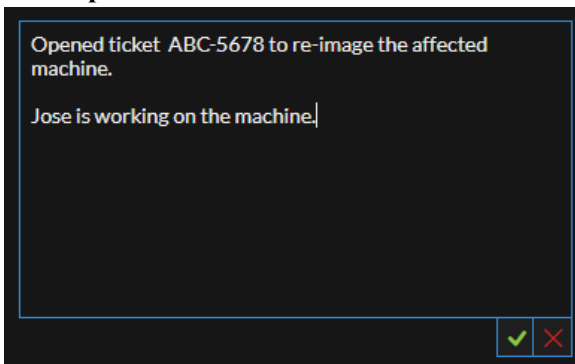 Opened ticket  ABC-5678 to re-image the affected
machine.
Jose is working on the machine.